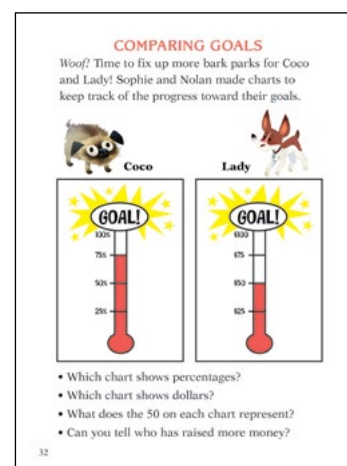 COMPARING GOALS
Woof! Time to fix up more bark parks for Coco
and Lady! Sophie and Nolan made charts to
keep track of the progress toward their goals.
Coco
Lady
GOAL!
100%
75%
50%
25%
GOAL!
$100
$75
$50
$25
• Which chart shows percentages?
• Which chart shows dollars?
• What does the 50 on each chart represent?
• Can you tell who has raised more money?
32